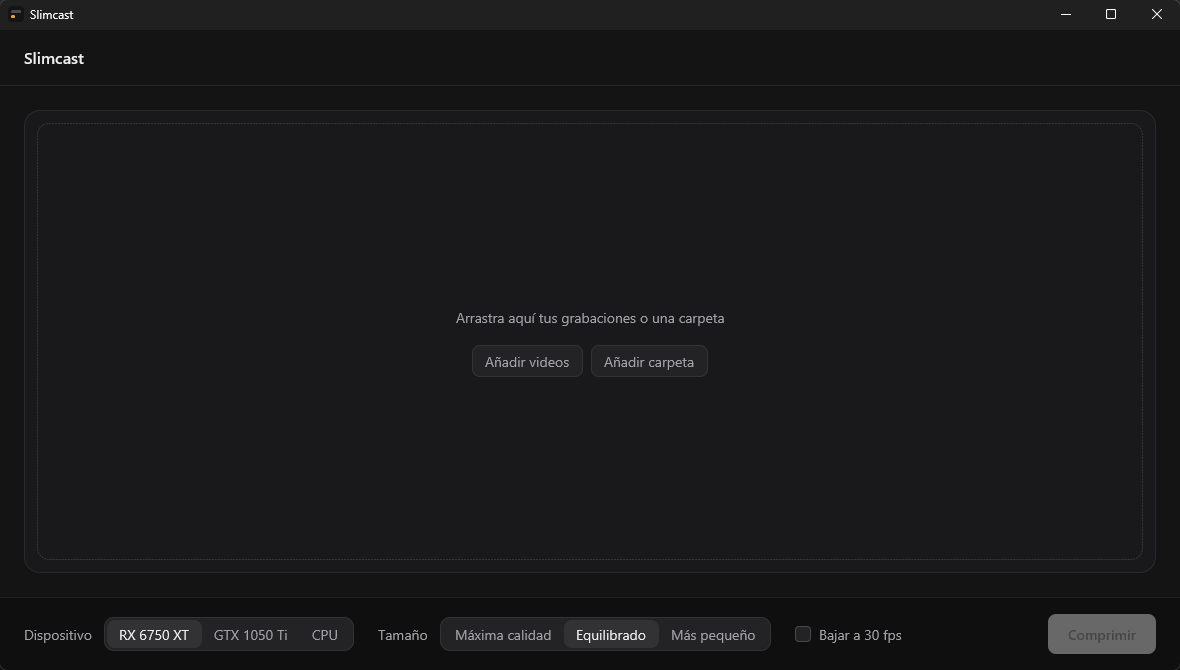 Slimcast
Slimcast
Arrastra aquí tus grabaciones o una carpeta
Añadir videos Añadir carpeta
Dispositivo RX 6750 XT GTX 1050 Ti CPU Tamaño Máxima calidad Equilibrado Más pequeño Bajar a 30 fps Comprimir